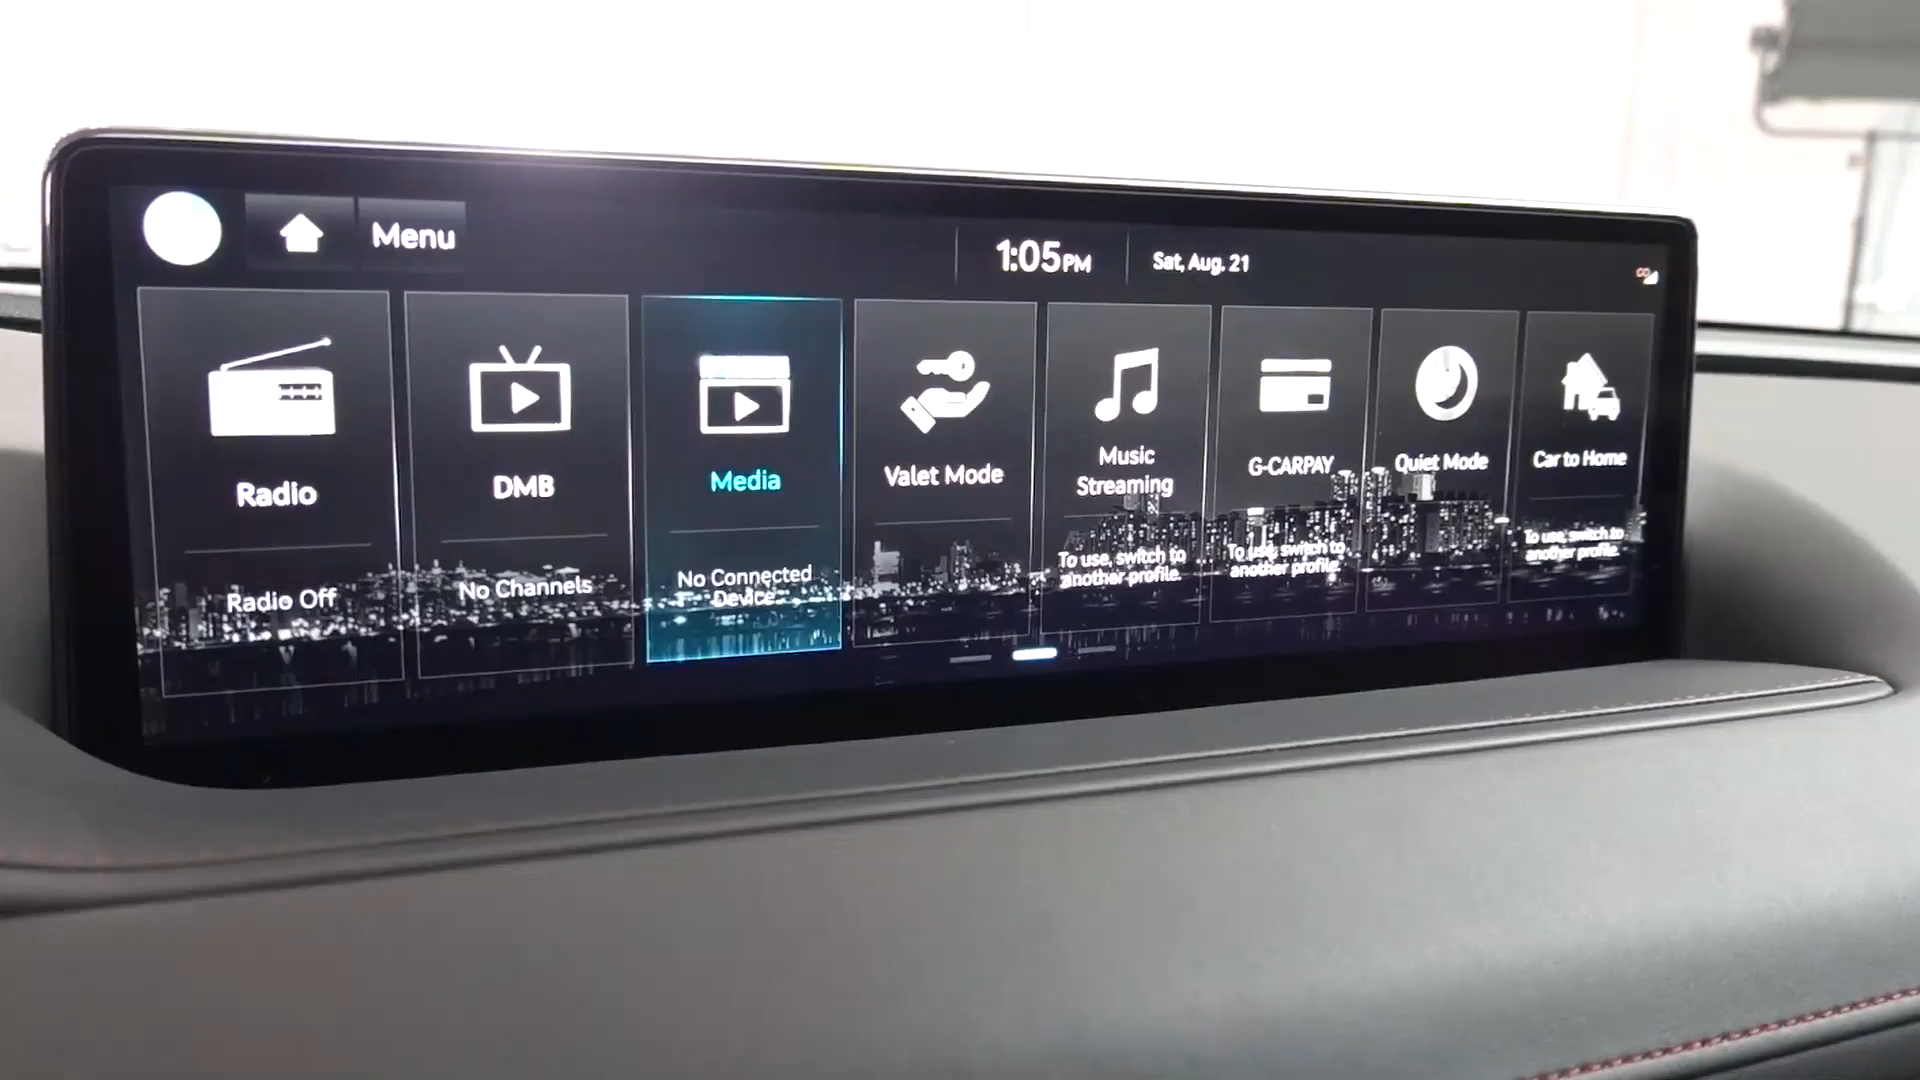 Menu
1:05PM
Sat, Aug. 21
Radio
Radio Off
DMB
No Channels
Media
No Connected
Device
Valet Mode
Music
Streaming
To use, switch to
another profile.
G-CARPAY
To use, switch to
another profile.
Quiet Mode
Car to Home
To use, switch to
another profile.